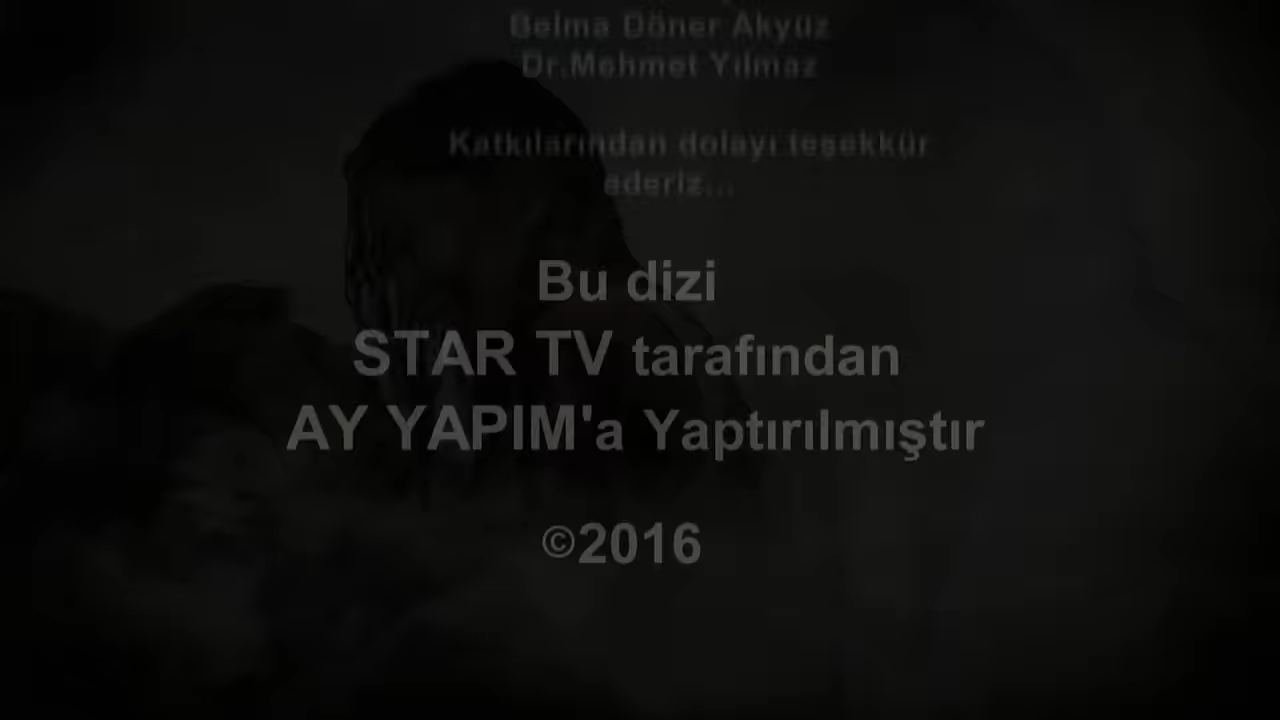 Belma Döner Akyüz
Dr.Mehmet Yılmaz
Katkılarından dolayı teşekkür
ederiz...
Bu dizi
STAR TV tarafından
AY YAPIM'a Yaptırılmıştır
©2016